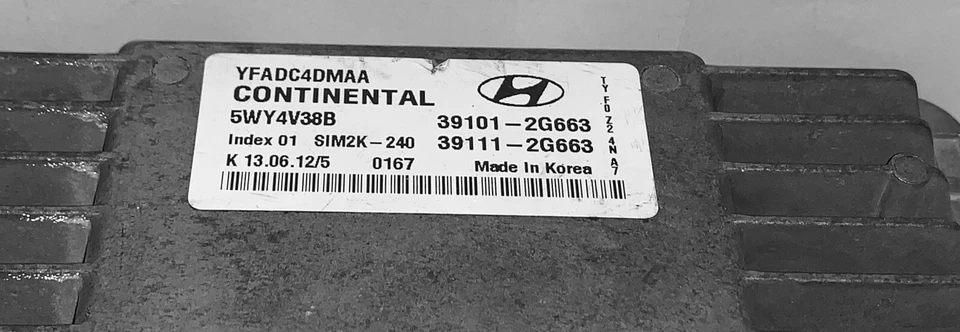 YFADC4DMAA
CONTINENTAL
5WY4V38B
39101-2G663
Index 01 SIM2K-240
39111-2G663
K 13.06.12/5 0167 Made In Korea
TYF0Z24NA7